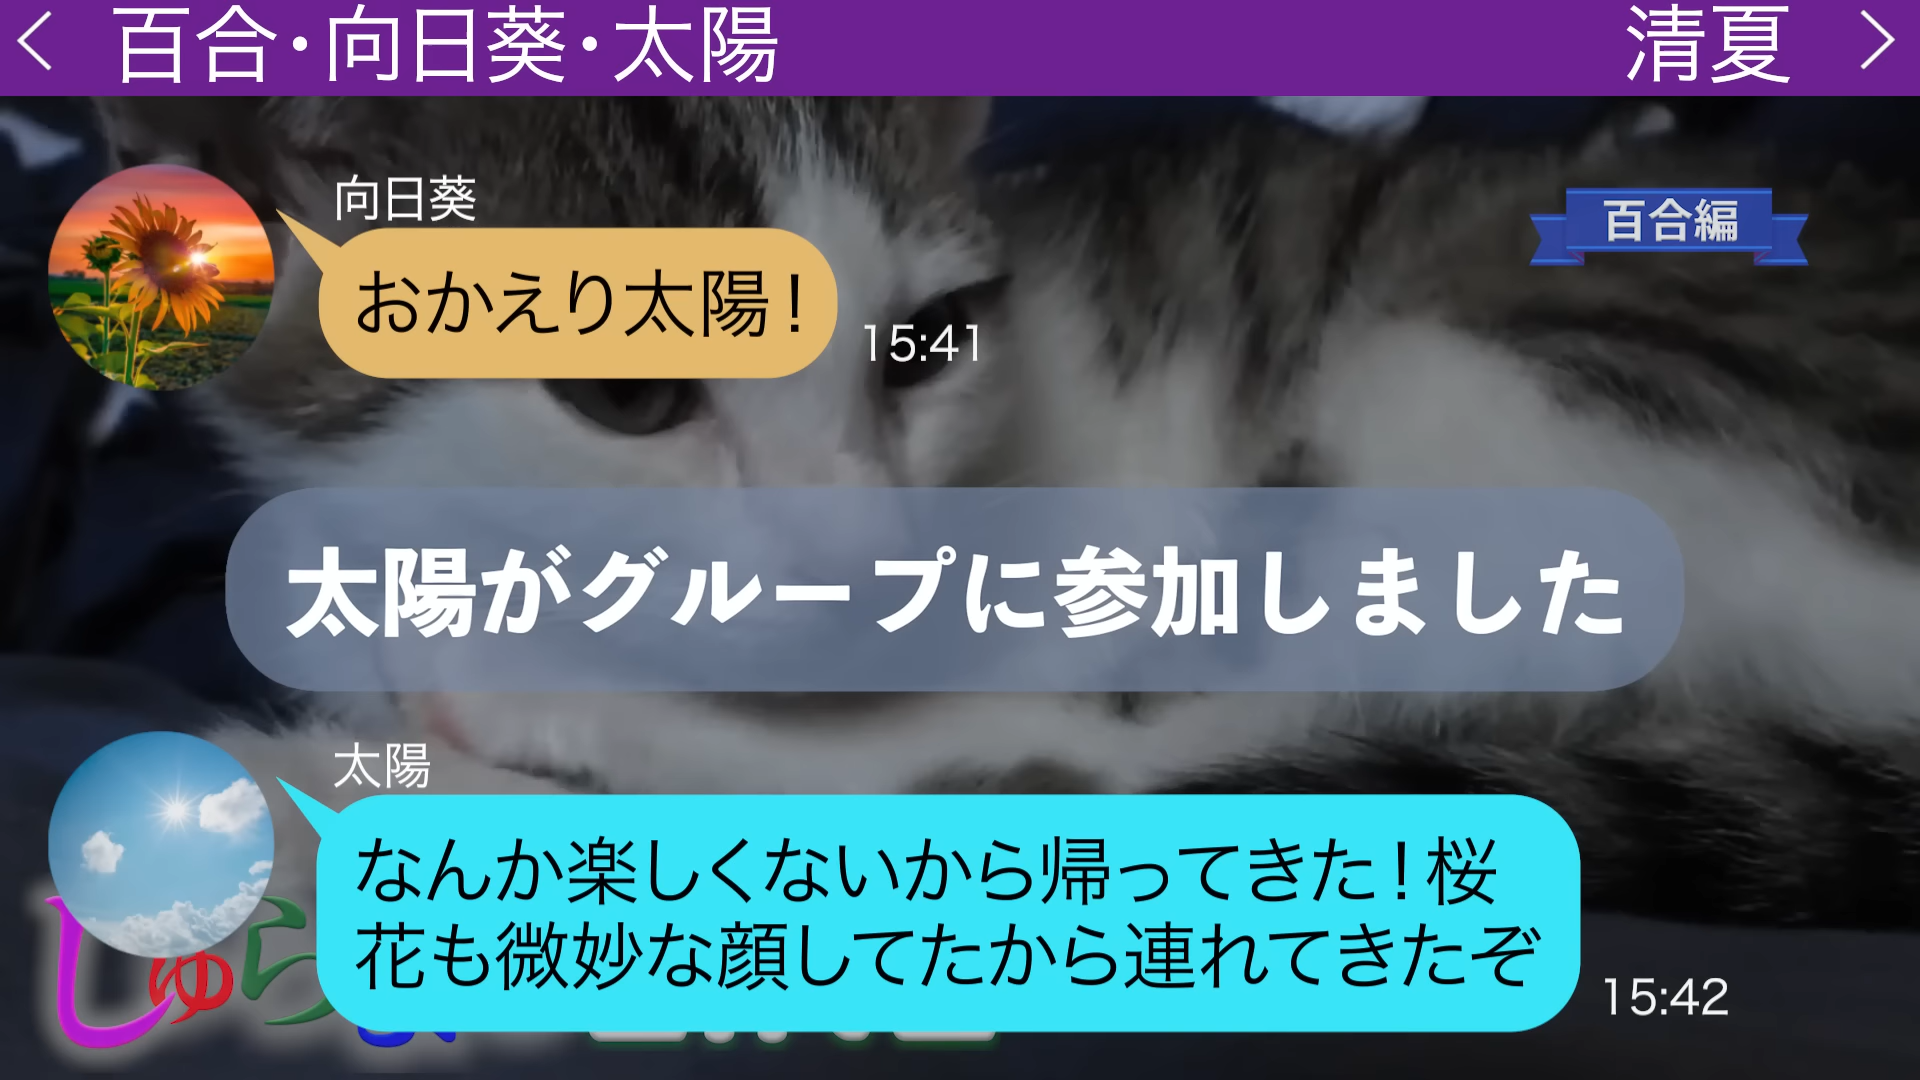 百合・向日葵・太陽
清夏
向日葵
百合編
おかえり太陽！
15:41
太陽がグループに参加しました
太陽
なんか楽しくないから帰ってきた！桜
花も微妙な顔してたから連れてきたぞ
15:42
しゅら